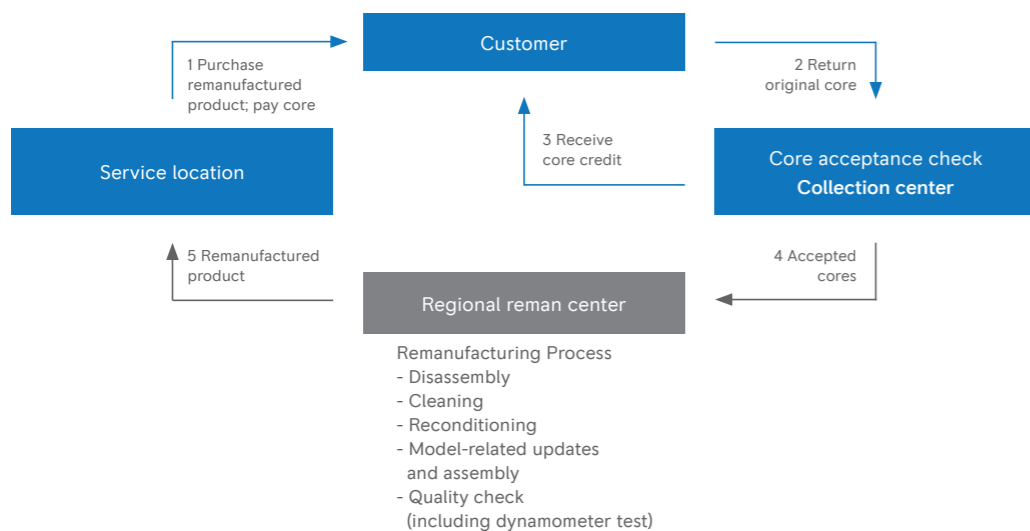 Customer
1 Purchase
remanufactured
product; pay core
2 Return
original core
3 Receive
core credit
Service location
Core acceptance check
Collection center
5 Remanufactured
product
4 Accepted
cores
Regional reman center
Remanufacturing Process
- Disassembly
- Cleaning
- Reconditioning
- Model-related updates
and assembly
- Quality check
(including dynamometer test)